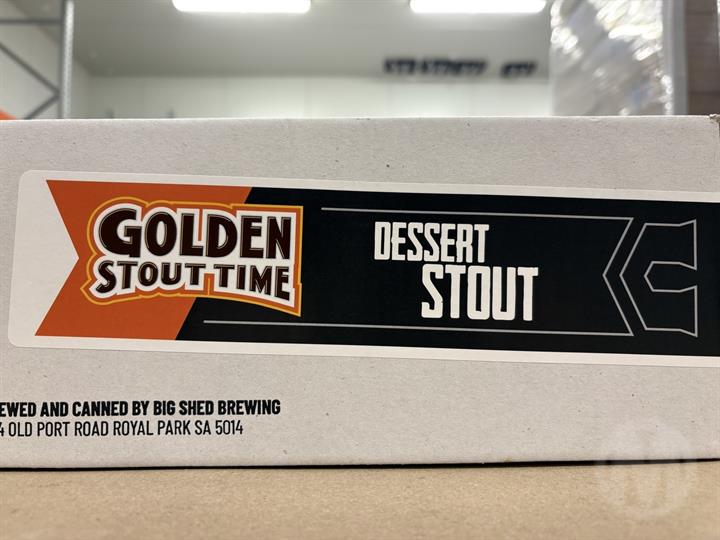 GOLDEN
STOUT TIME
DESSERT
STOUT
EWED AND CANNED BY BIG SHED BREWING
4 OLD PORT ROAD ROYAL PARK SA 5014